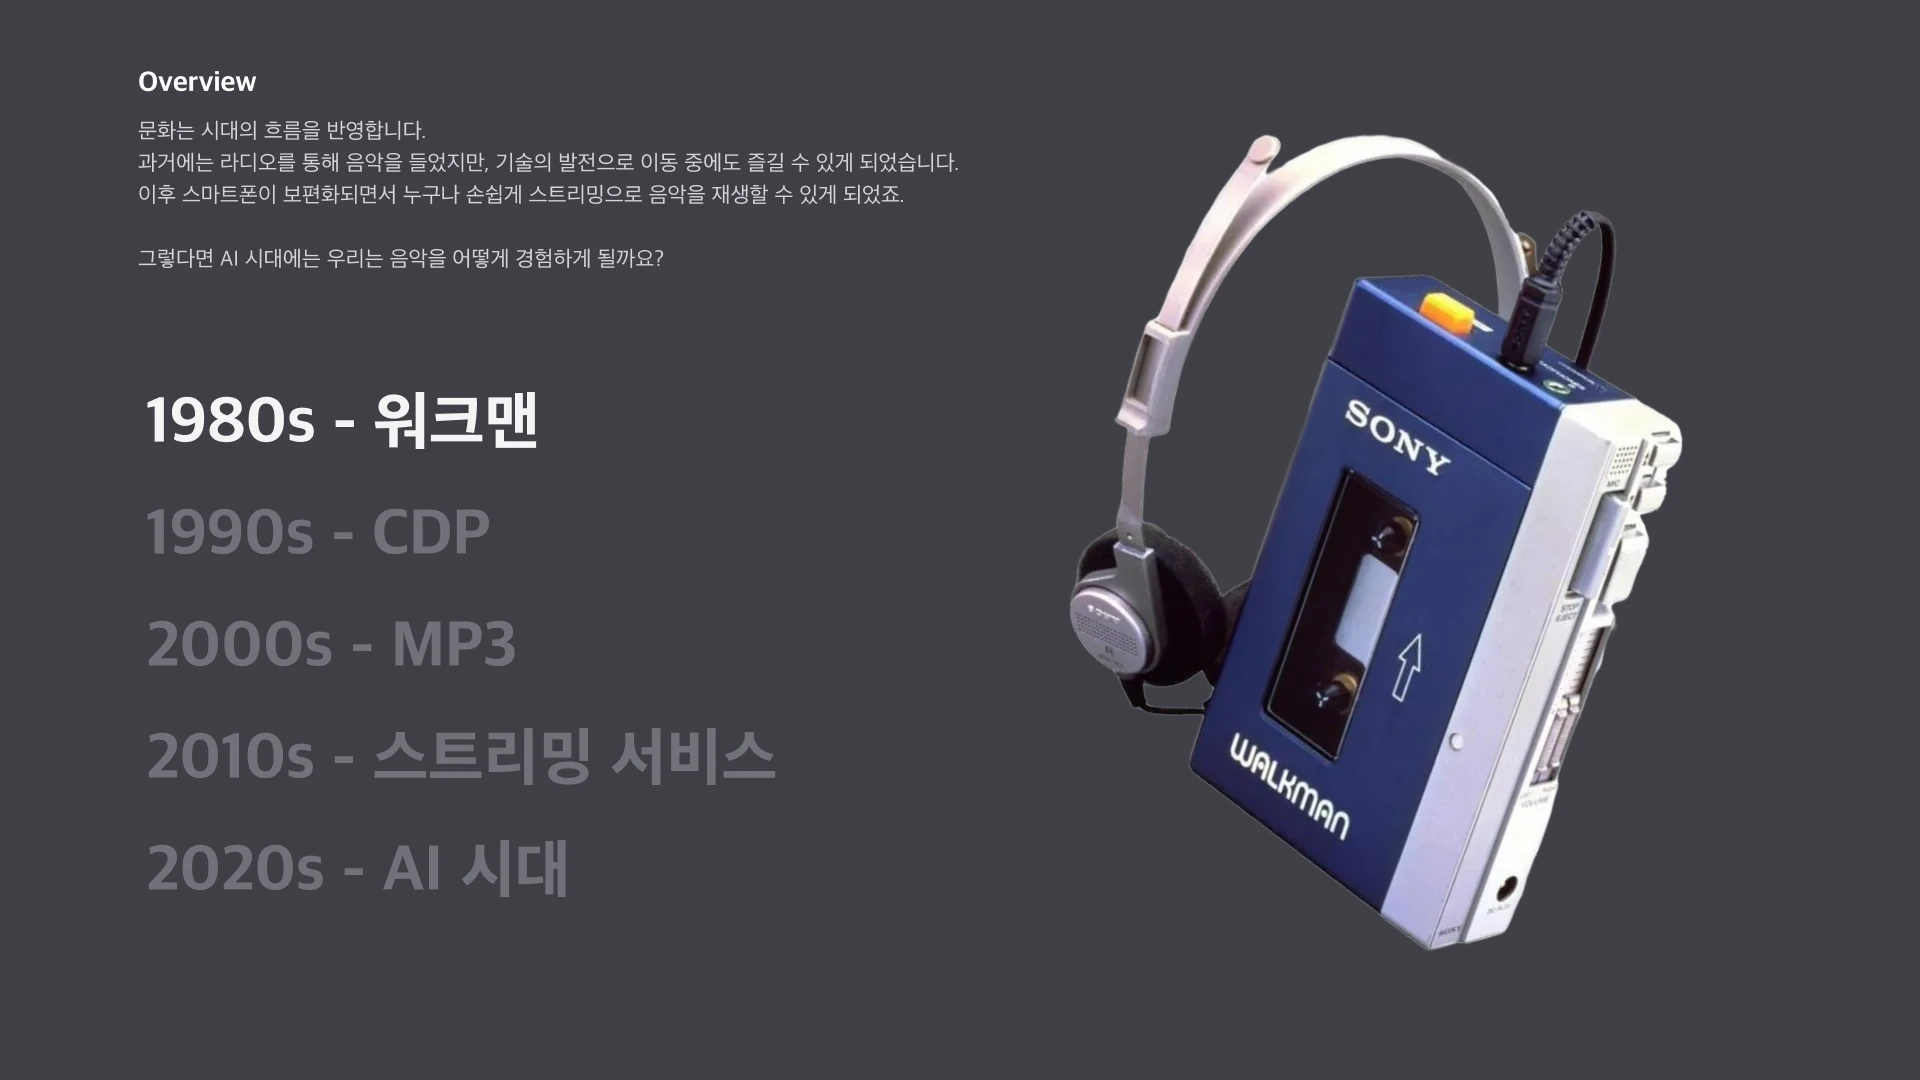 Overview
문화는 시대의 흐름을 반영합니다.
과거에는 라디오를 통해 음악을 들었지만, 기술의 발전으로 이동 중에도 즐길 수 있게 되었습니다.
이후 스마트폰이 보편화되면서 누구나 손쉽게 스트리밍으로 음악을 재생할 수 있게 되었죠.
그렇다면 AI 시대에는 우리는 음악을 어떻게 경험하게 될까요?
1980s - 워크맨
1990s - CDP
2000s - MP3
2010s - 스트리밍 서비스
2020s - AI 시대
SONY
WALKMAN
MIC
STOP
EJECT
VOLUME
SONY